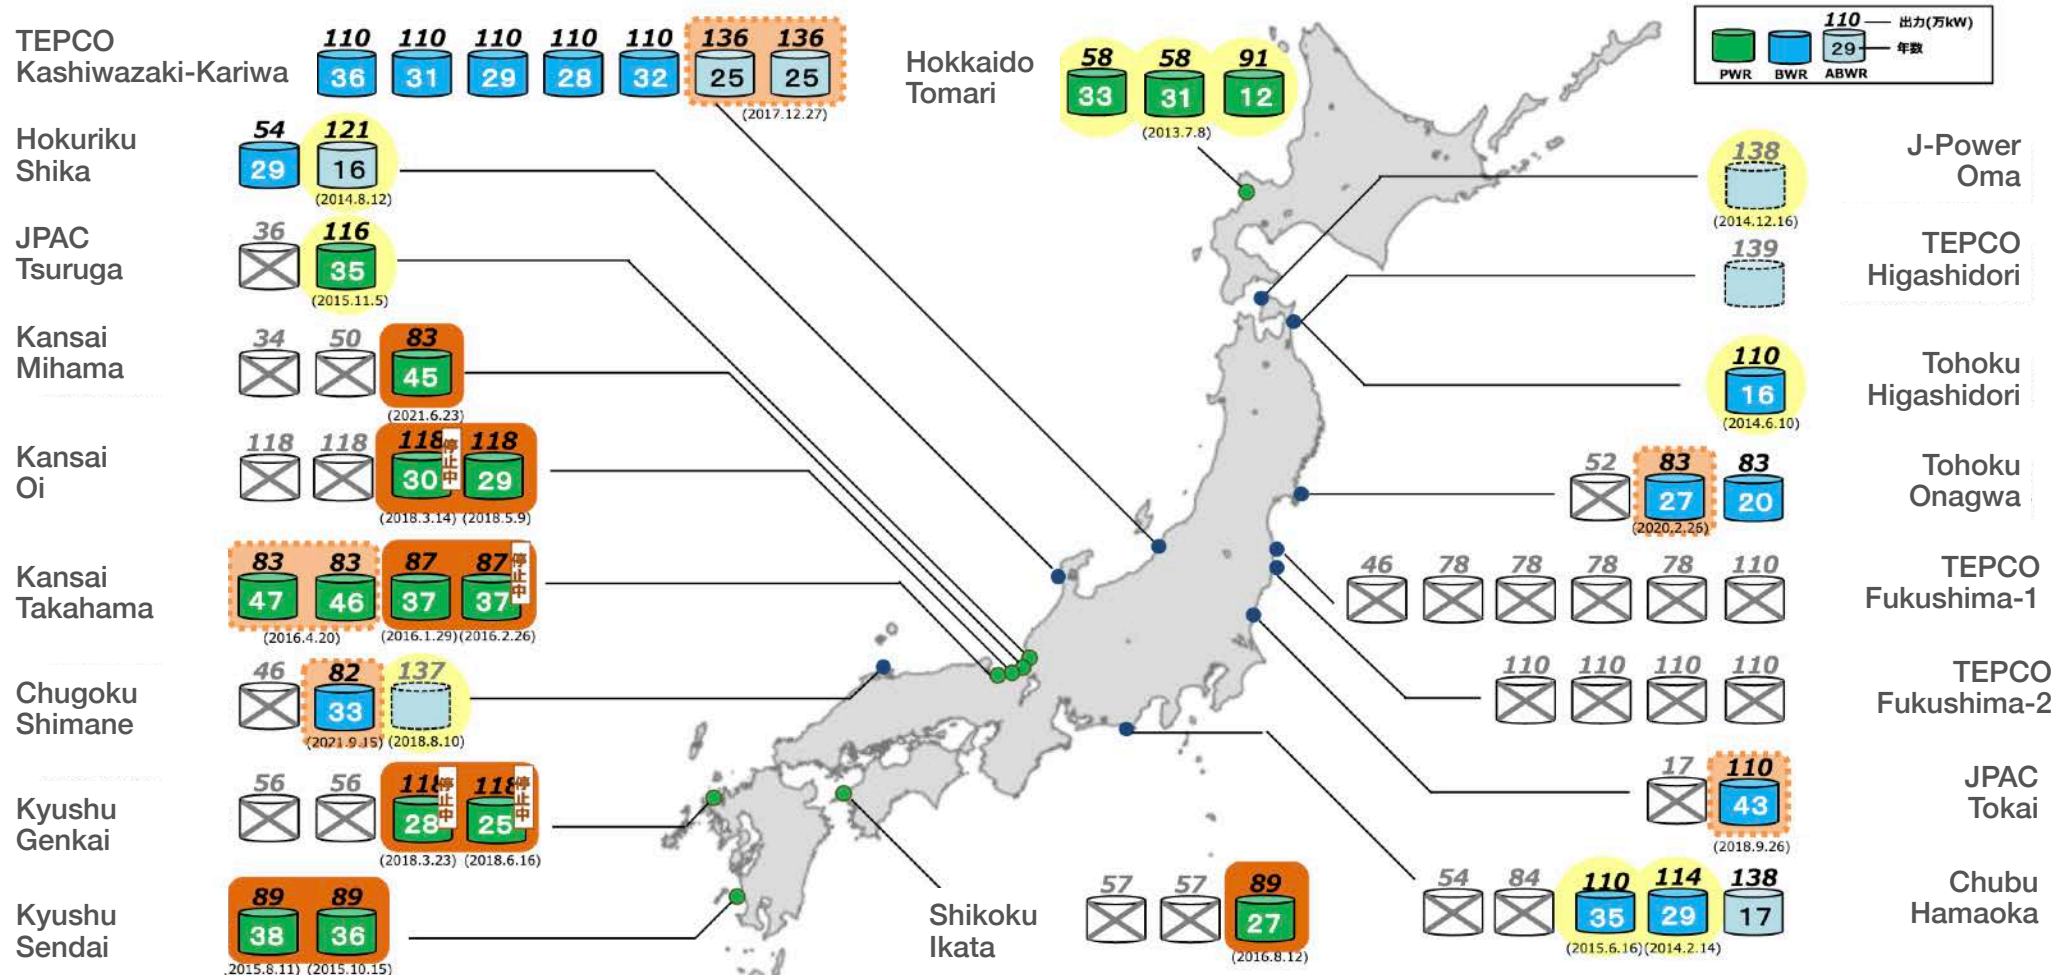 TEPCO
Kashiwazaki-Kariwa
110 110 110 110 110 136 136
36 31 29 28 32 25 25
(2017.12.27)
Hokkaido
Tomari
58 58 91
33 31 12
(2013.7.8)
110 出力(万kW)
29 年数
PWR BWR ABWR
Hokuriku
Shika
54 121
29 16
(2014.8.12)
J-Power
Oma
138
(2014.12.16)
JPAC
Tsuruga
36 116
35
(2015.11.5)
TEPCO
Higashidori
139
Kansai
Mihama
34 50 83
45
(2021.6.23)
Tohoku
Higashidori
110
16
(2014.6.10)
Kansai
Oi
118 118 118 118
停止中
30 29
(2018.3.14) (2018.5.9)
Tohoku
Onagwa
52 83 83
27 20
(2020.2.26)
Kansai
Takahama
83 83 87 87
停止中
47 46 37 37
(2016.4.20) (2016.1.29) (2016.2.26)
TEPCO
Fukushima-1
46 78 78 78 78 110
Chugoku
Shimane
46 82 137
33
(2021.9.15) (2018.8.10)
TEPCO
Fukushima-2
110 110 110 110
Kyushu
Genkai
56 56 118 118
停止中 停止中
28 25
(2018.3.23) (2018.6.16)
JPAC
Tokai
17 110
43
(2018.9.26)
Kyushu
Sendai
89 89
38 36
(2015.8.11) (2015.10.15)
Shikoku
Ikata
57 57 89
27
(2016.8.12)
Chubu
Hamaoka
54 84 110 114 138
35 29 17
(2015.6.16) (2014.2.14)